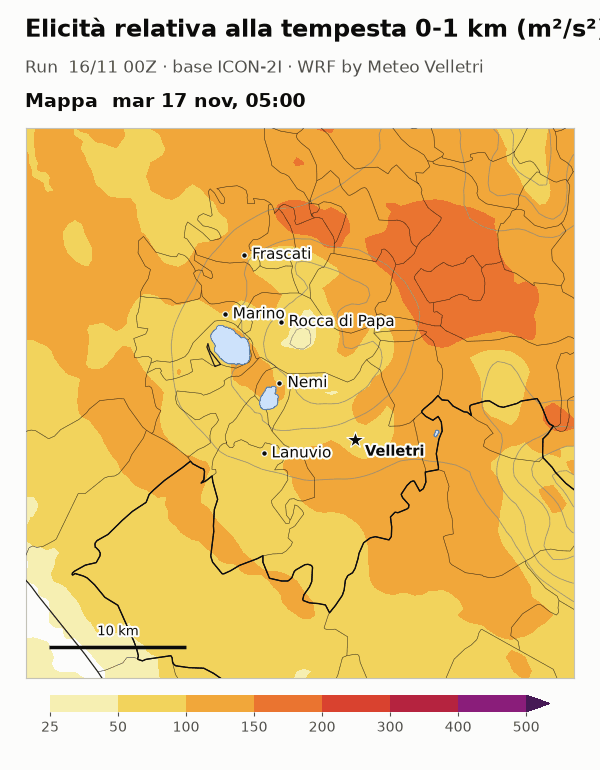 Elicità relativa alla tempesta 0-1 km (m²/s²)
Run 16/11 00Z · base ICON-2I · WRF by Meteo Velletri
Mappa mar 17 nov, 05:00
Frascati
Marino
Rocca di Papa
Nemi
Velletri
Lanuvio
10 km
25 50 100 150 200 300 400 500